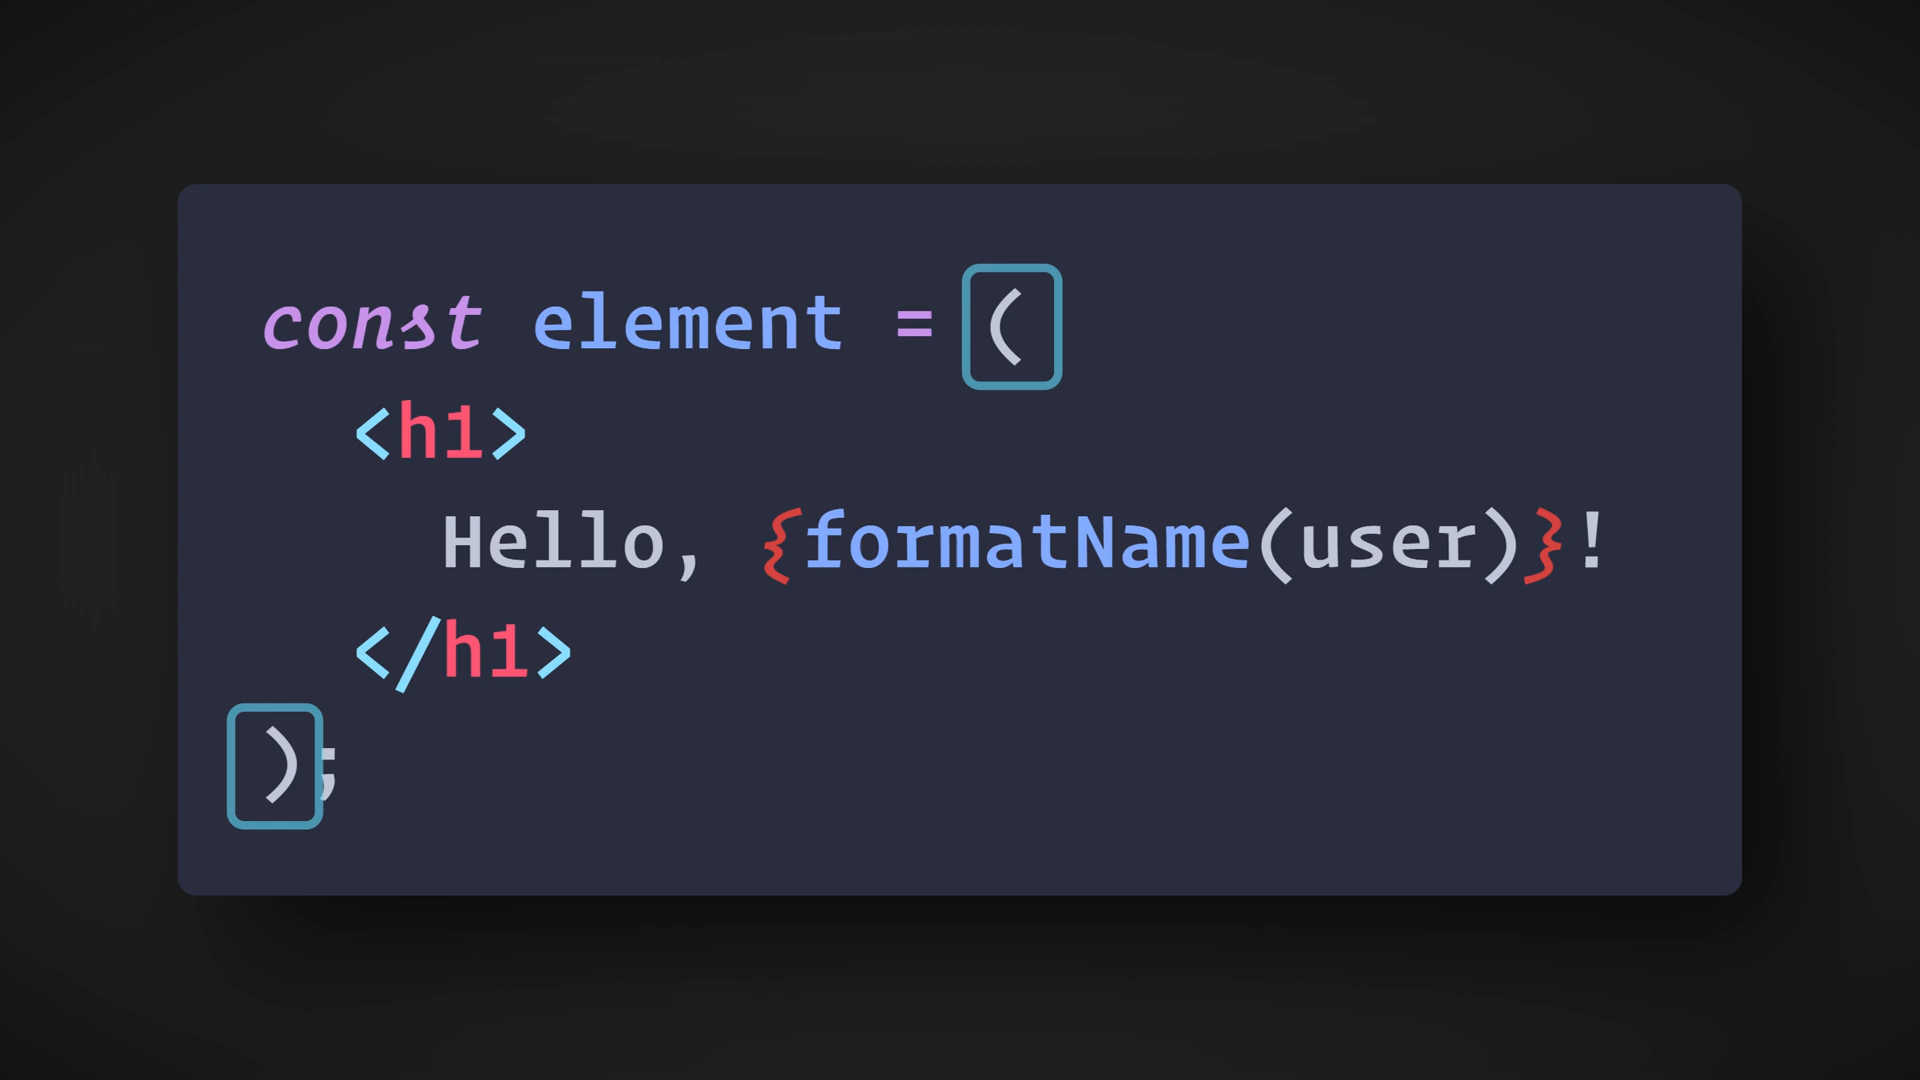 const element = (
<h1>
Hello, {formatName(user)}!
</h1>
);